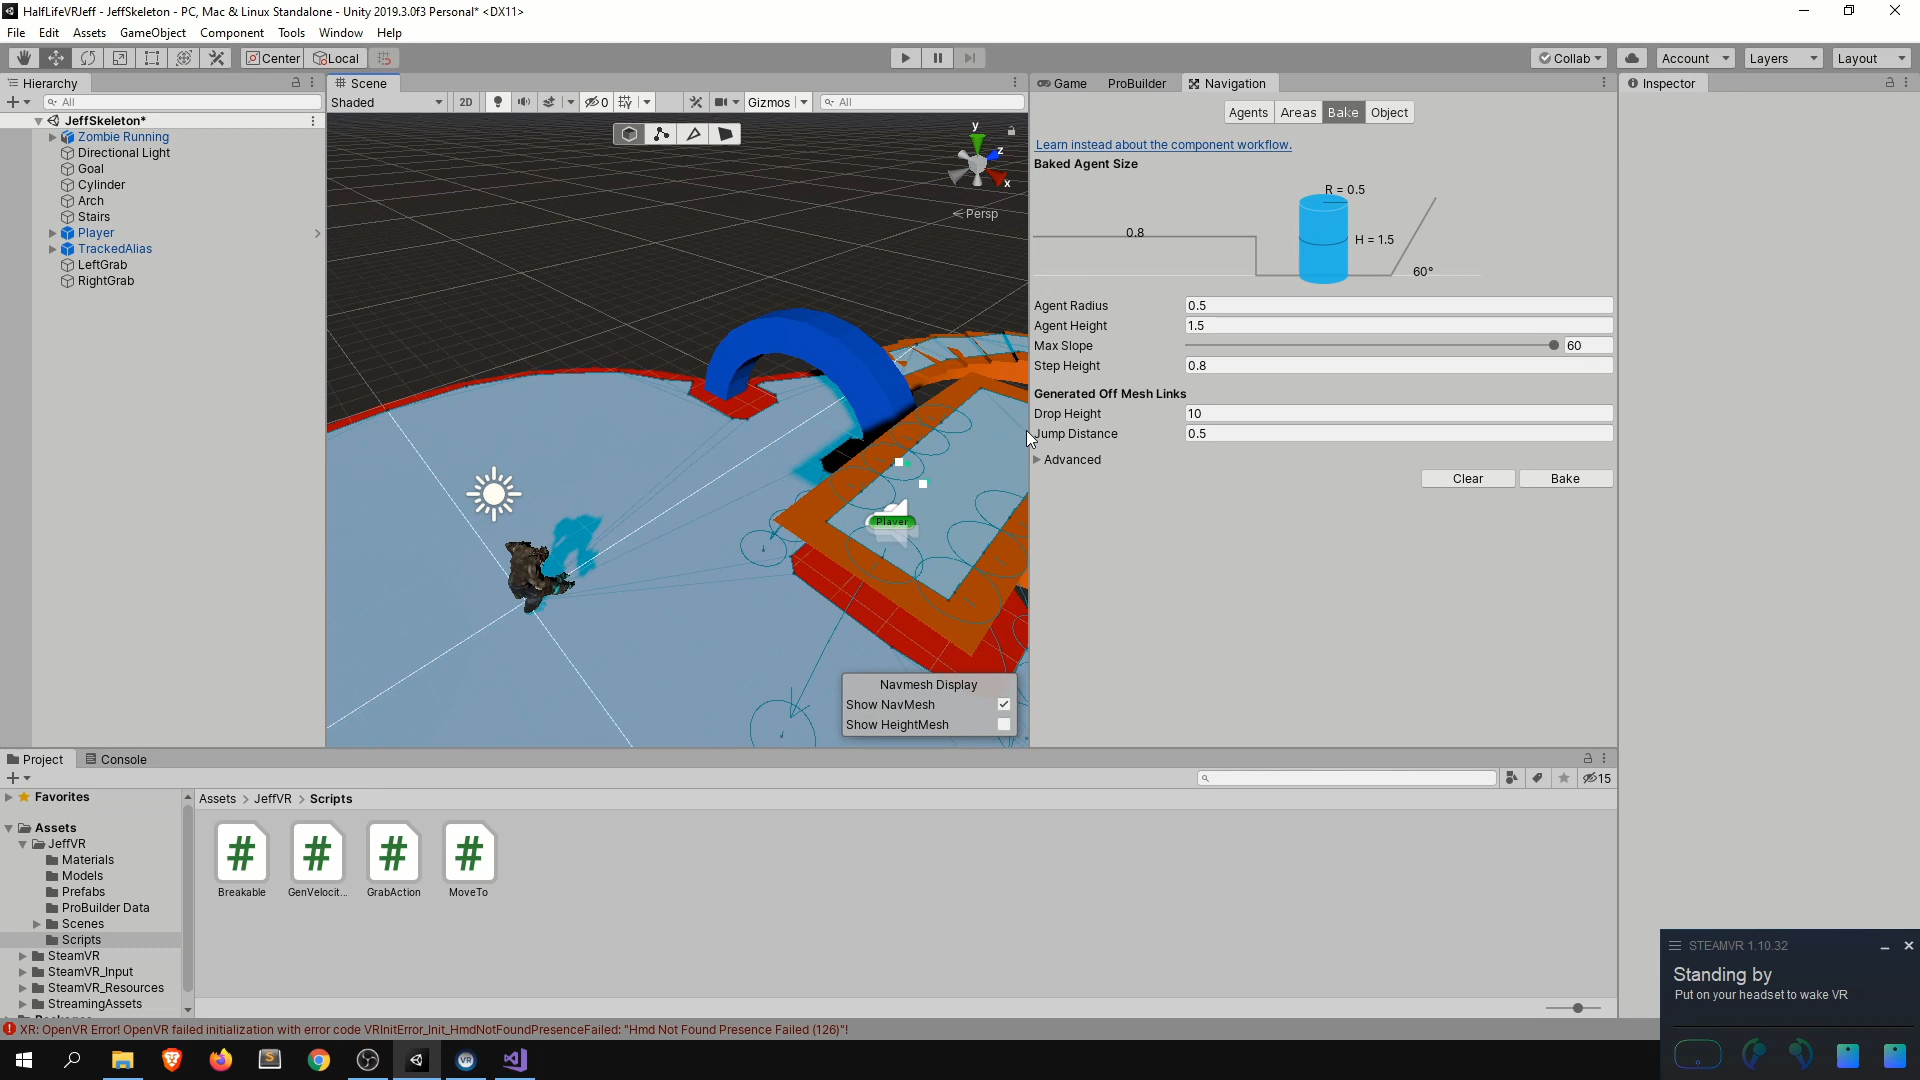 HalfLifeVRJeff - JeffSkeleton - PC, Mac & Linux Standalone - Unity 2019.3.0f3 Personal* <DX11>
File Edit Assets GameObject Component Tools Window Help
Center Local Collab Account Layers Layout
Hierarchy
All
JeffSkeleton*
Zombie Running
Directional Light
Goal
Cylinder
Arch
Stairs
Player
TrackedAlias
LeftGrab
RightGrab
Scene
Shaded 2D 0 Gizmos All
y
z
x
Persp
Player
Navmesh Display
Show NavMesh
Show HeightMesh
Game ProBuilder Navigation
Agents Areas Bake Object
Learn instead about the component workflow.
Baked Agent Size
R = 0.5
0.8
H = 1.5
60°
Agent Radius 0.5
Agent Height 1.5
Max Slope 60
Step Height 0.8
Generated Off Mesh Links
Drop Height 10
Jump Distance 0.5
Advanced
Clear Bake
Inspector
Project Console
15
Favorites
Assets
JeffVR
Materials
Models
Prefabs
ProBuilder Data
Scenes
Scripts
SteamVR
SteamVR_Input
SteamVR_Resources
StreamingAssets
Assets > JeffVR > Scripts
# # # #
Breakable GenVelocit... GrabAction MoveTo
XR: OpenVR Error! OpenVR failed initialization with error code VRInitError_Init_HmdNotFoundPresenceFailed: "Hmd Not Found Presence Failed (126)"!
STEAMVR 1.10.32
Standing by
Put on your headset to wake VR